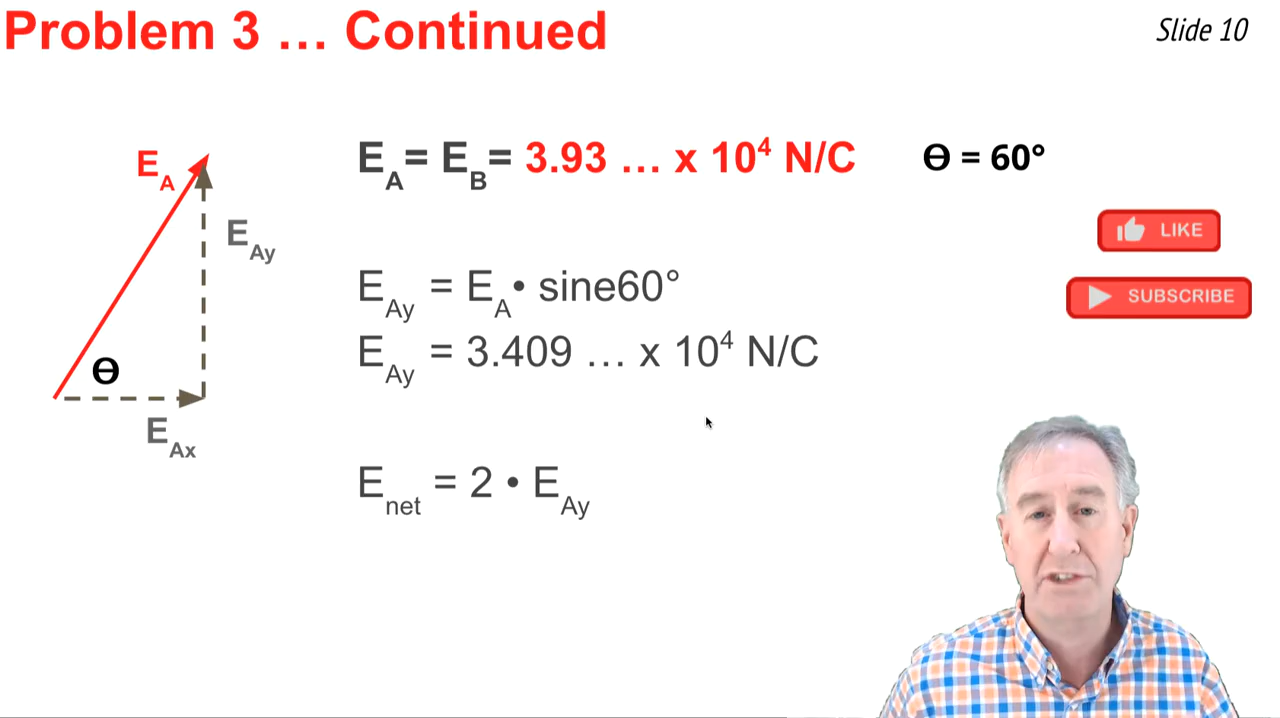 Problem 3 … Continued
Slide 10
E_A = E_B = 3.93 … x 10⁴ N/C
ϴ = 60°
E_A
E_Ay
LIKE
E_Ay = E_A • sine60°
SUBSCRIBE
E_Ay = 3.409 … x 10⁴ N/C
ϴ
E_Ax
E_net = 2 • E_Ay